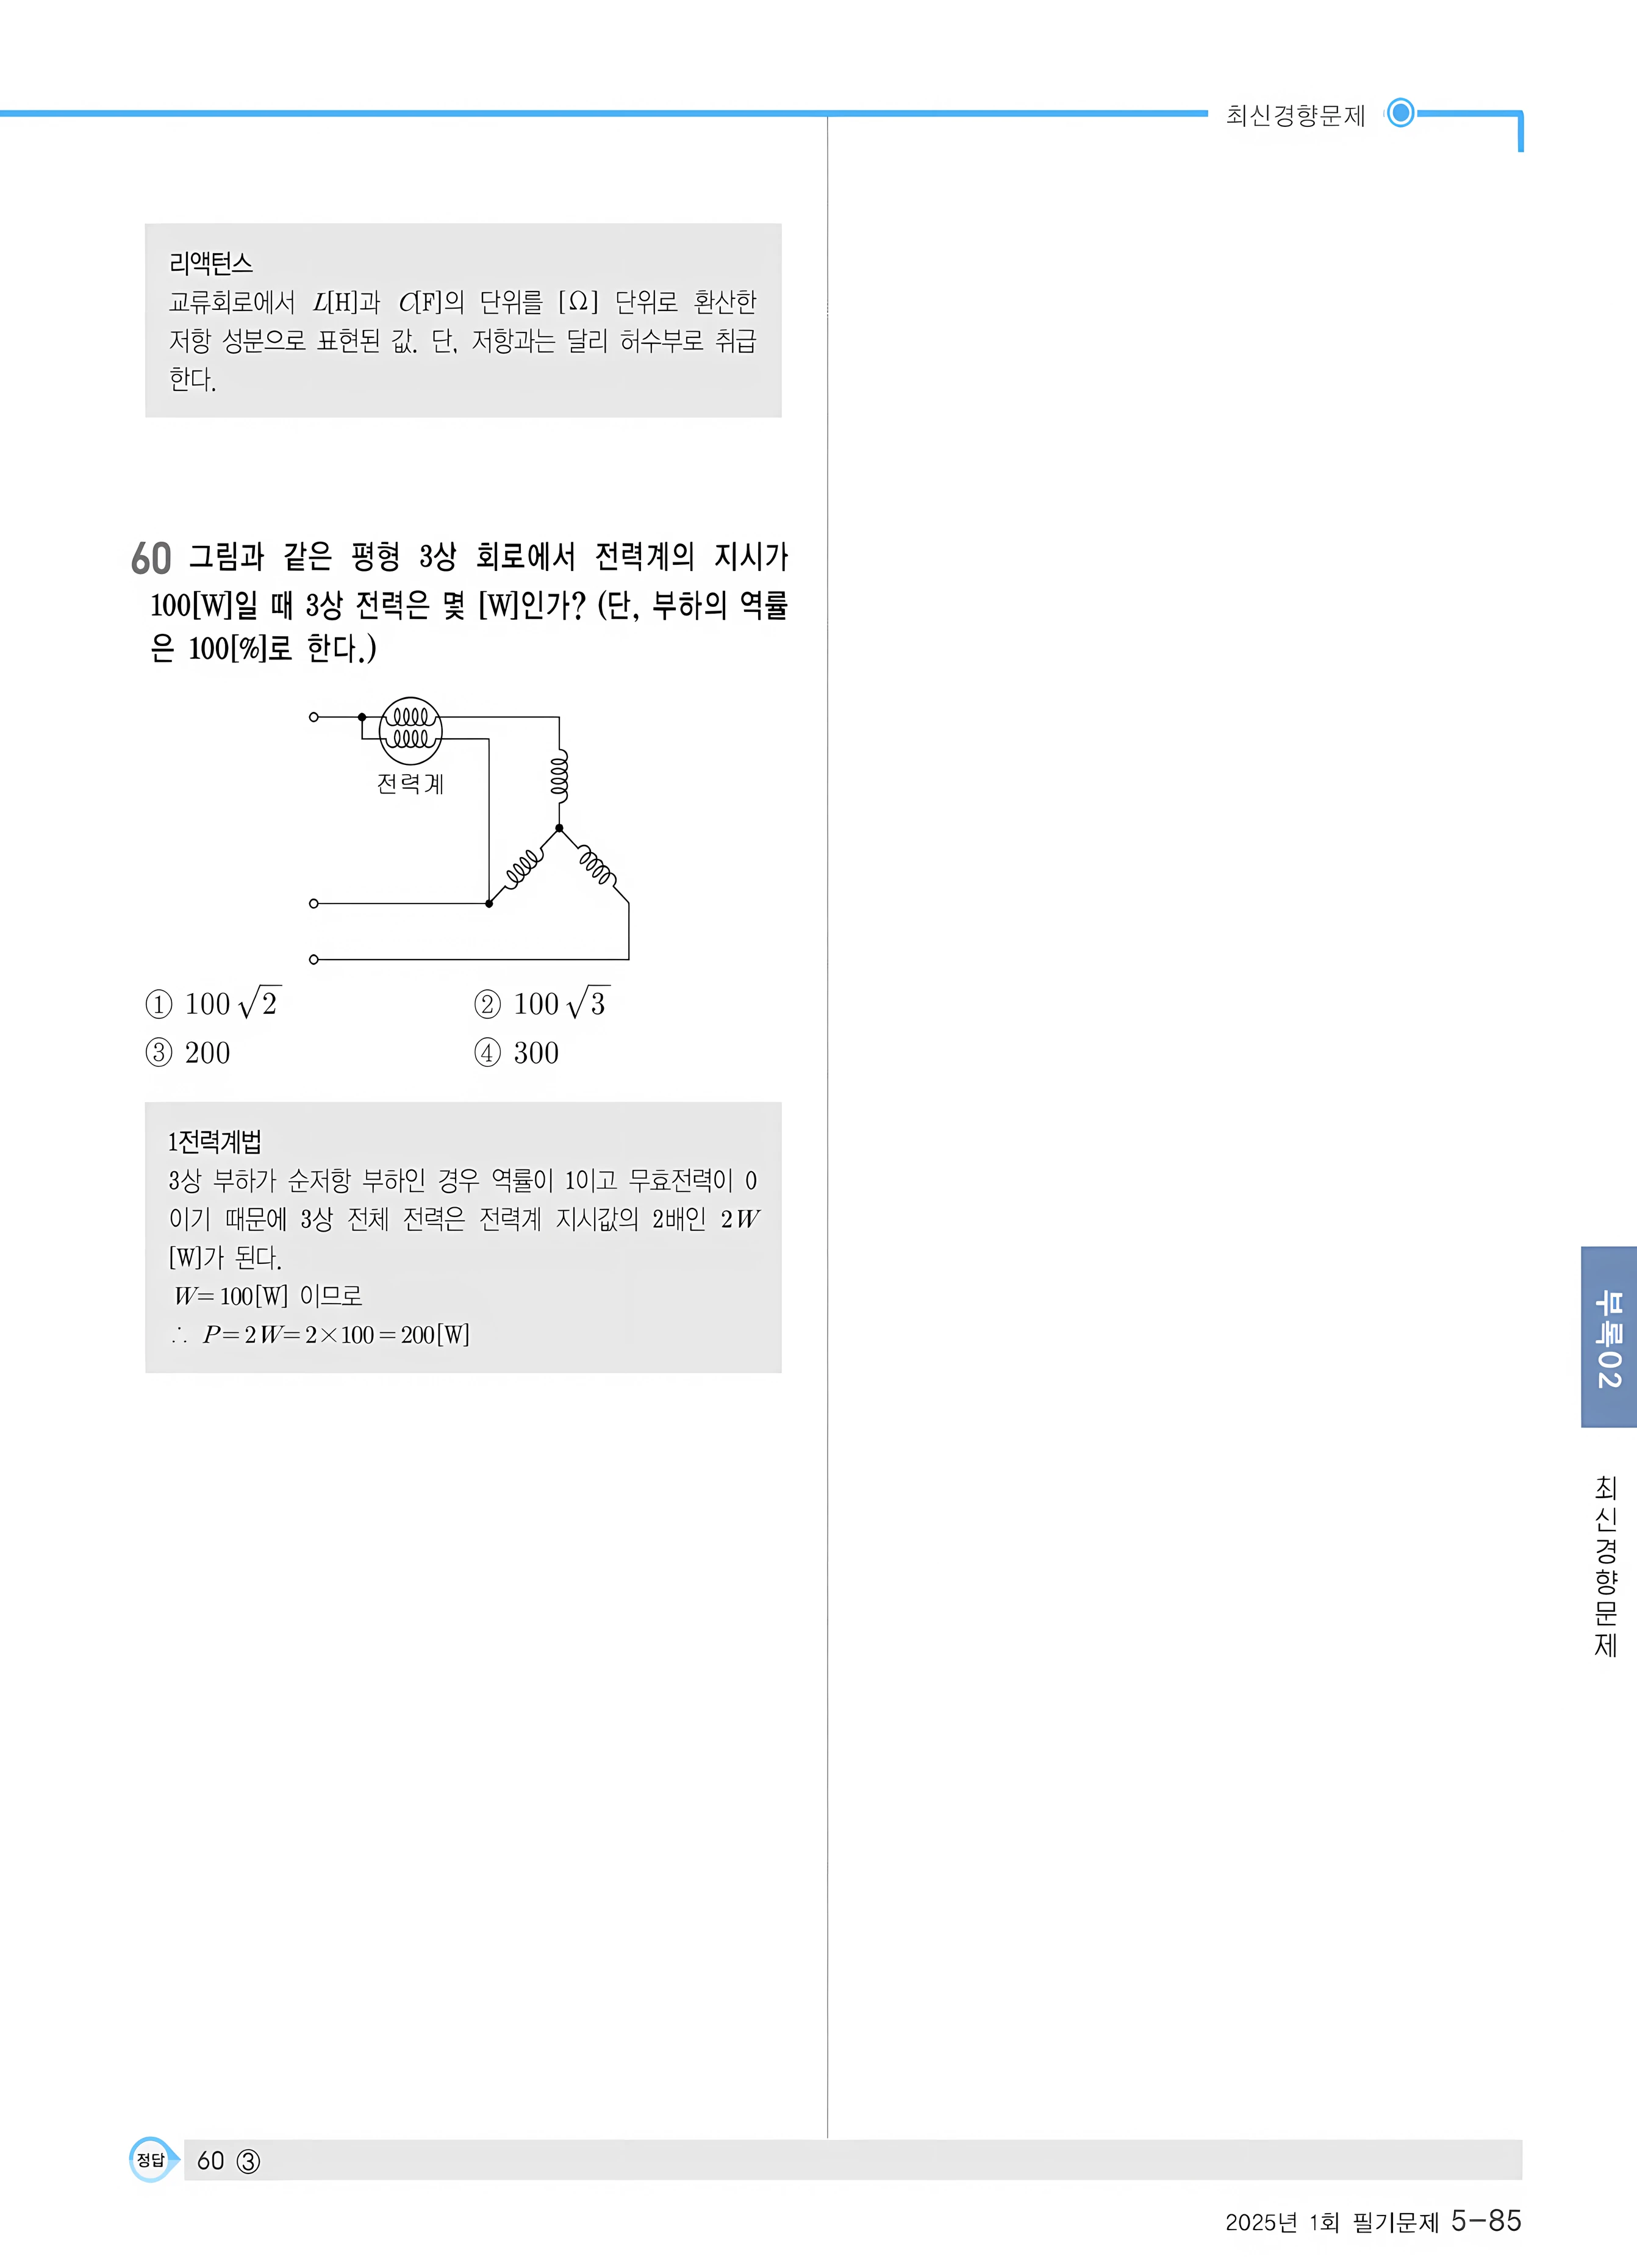 최신경향문제
리액턴스
교류회로에서 L[H]과 C[F]의 단위를 [Ω] 단위로 환산한
저항 성분으로 표현된 값. 단, 저항과는 달리 허수부로 취급
한다.
60 그림과 같은 평형 3상 회로에서 전력계의 지시가
100[W]일 때 3상 전력은 몇 [W]인가? (단, 부하의 역률
은 100[%]로 한다.)
전력계
① 100√2 ② 100√3
③ 200 ④ 300
1전력계법
3상 부하가 순저항 부하인 경우 역률이 1이고 무효전력이 0
이기 때문에 3상 전체 전력은 전력계 지시값의 2배인 2W
[W]가 된다.
W=100[W] 이므로
∴ P=2W=2×100=200[W]
부록02
최신경향문제
정답 60 ③
2025년 1회 필기문제 5-85